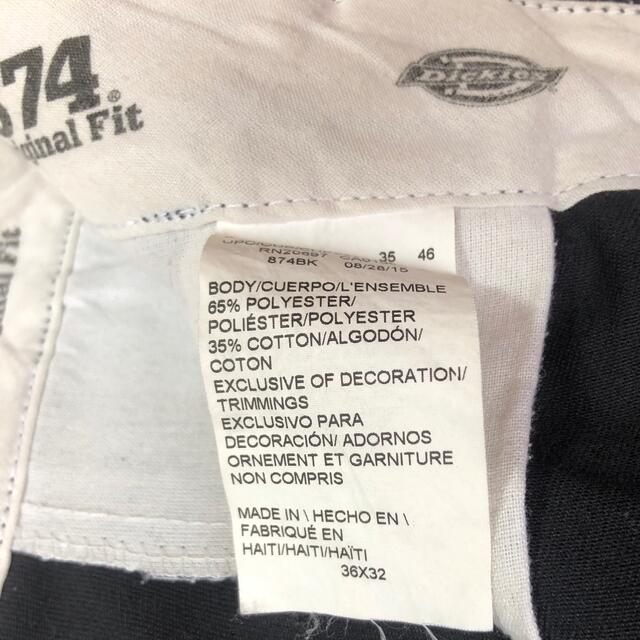 874®
Original Fit
DICKIES
35 46
RN20697
874BK 08/28/15
BODY/CUERPO/L'ENSEMBLE
65% POLYESTER/
POLIÉSTER/POLYESTER
35% COTTON/ALGODÓN/
COTON
EXCLUSIVE OF DECORATION/
TRIMMINGS
EXCLUSIVO PARA
DECORACIÓN/ ADORNOS
ORNEMENT ET GARNITURE
NON COMPRIS
MADE IN \ HECHO EN \
FABRIQUÉ EN
HAITI/HAITI/HAÏTI
36X32